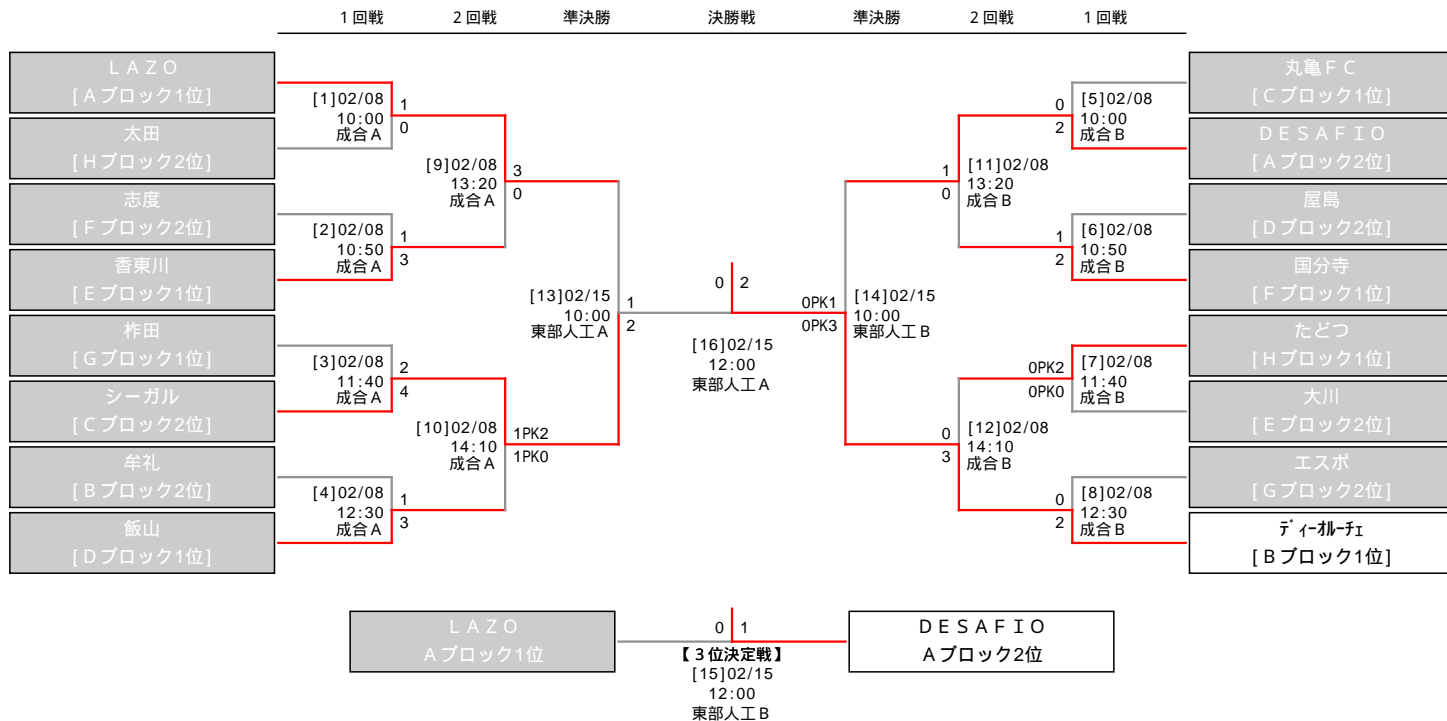 １回戦 ２回戦 準決勝 決勝戦 準決勝 ２回戦 １回戦
ＬＡＺＯ
[Ａブロック1位]
太田
[Ｈブロック2位]
志度
[Ｆブロック2位]
香東川
[Ｅブロック1位]
柞田
[Ｇブロック1位]
シーガル
[Ｃブロック2位]
牟礼
[Ｂブロック2位]
飯山
[Ｄブロック1位]
[1]02/08
10:00
成合Ａ
1
0
[2]02/08
10:50
成合Ａ
1
3
[3]02/08
11:40
成合Ａ
2
4
[4]02/08
12:30
成合Ａ
1
3
[9]02/08
13:20
成合Ａ
3
0
[10]02/08
14:10
成合Ａ
1PK2
1PK0
[13]02/15
10:00
東部人工Ａ
1
2
0 2
[16]02/15
12:00
東部人工Ａ
0PK1
0PK3
[14]02/15
10:00
東部人工Ｂ
1
0
[11]02/08
13:20
成合Ｂ
0
3
[12]02/08
14:10
成合Ｂ
0
2
[5]02/08
10:00
成合Ｂ
1
2
[6]02/08
10:50
成合Ｂ
0PK2
0PK0
[7]02/08
11:40
成合Ｂ
0
2
[8]02/08
12:30
成合Ｂ
丸亀ＦＣ
[Ｃブロック1位]
ＤＥＳＡＦＩＯ
[Ａブロック2位]
屋島
[Ｄブロック2位]
国分寺
[Ｆブロック1位]
たどつ
[Ｈブロック1位]
大川
[Ｅブロック2位]
エスポ
[Ｇブロック2位]
ディｰオルｰチェ
[Ｂブロック1位]
ＬＡＺＯ
Ａブロック1位
0 1
【３位決定戦】
[15]02/15
12:00
東部人工Ｂ
ＤＥＳＡＦＩＯ
Ａブロック2位